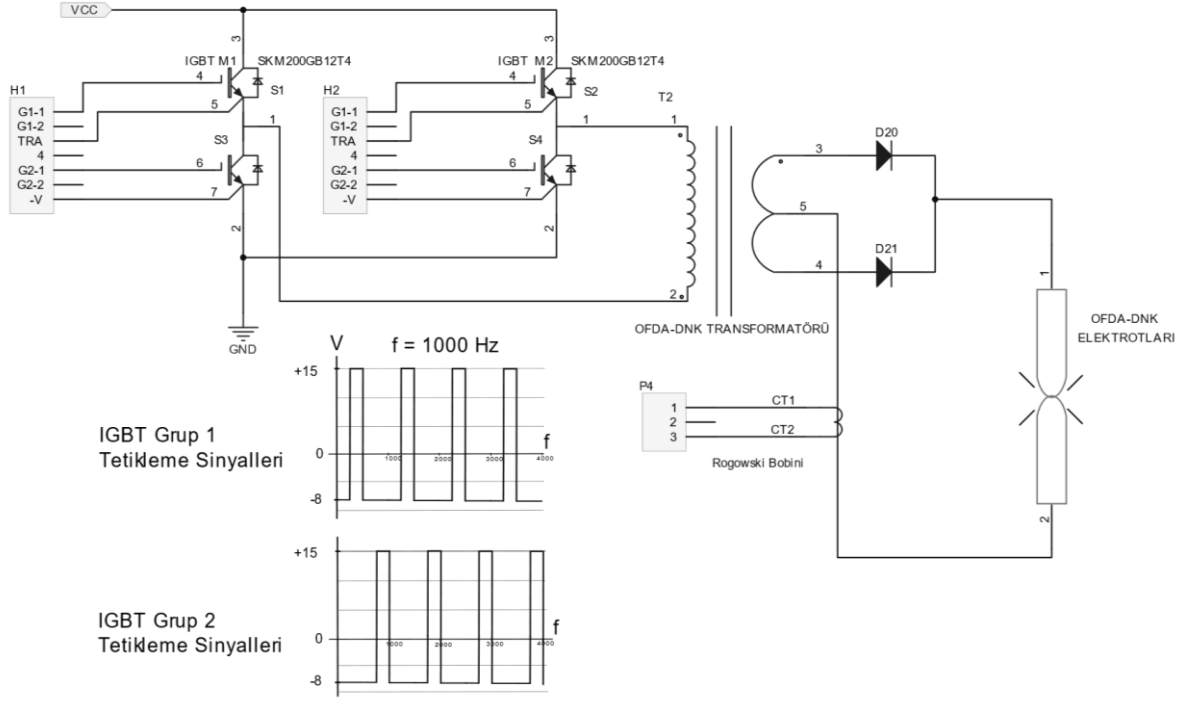 VCC
3
3
IGBT M1
SKM200GB12T4
IGBT M2
SKM200GB12T4
4
4
H1
S1
H2
S2
T2
G1-1
5
G1-1
5
G1-2
1
G1-2
1
1
D20
TRA
S3
TRA
S4
3
4
4
G2-1
6
G2-1
6
G2-2
G2-2
-V
7
-V
7
5
2
2
D21
4
1
2
GND
OFDA-DNK TRANSFORMATÖRÜ
OFDA-DNK
ELEKTROTLARI
V
f = 1000 Hz
+15
P4
1
CT1
2
3
CT2
Rogowski Bobini
IGBT Grup 1
Tetikleme Sinyalleri
f
0
1000
2000
3000
4000
-8
2
+15
IGBT Grup 2
Tetikleme Sinyalleri
f
0
1000
2000
3000
4000
-8